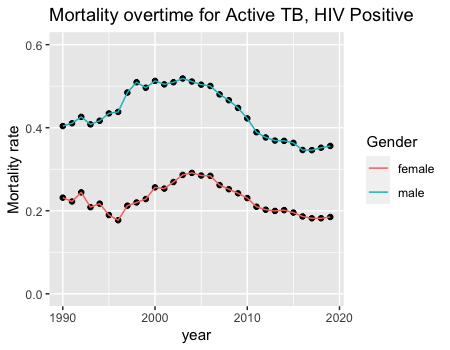 Mortality overtime for Active TB, HIV Positive
0.6
0.4
0.2
0.0
Mortality rate
1990 2000 2010 2020
year
Gender
female
male